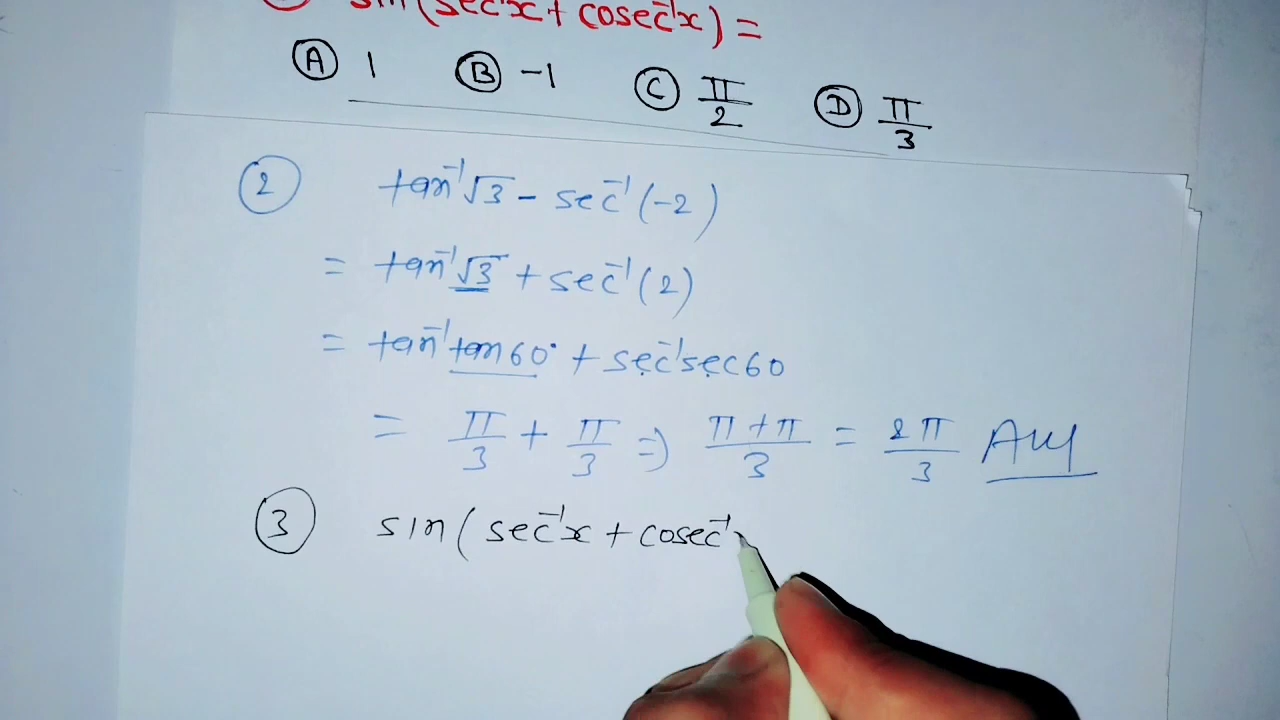 sin(sec⁻¹x + cosec⁻¹x) =
Ⓐ 1 Ⓑ -1 Ⓒ π/2 Ⓓ π/3
② tan⁻¹√3 - sec⁻¹(-2)
= tan⁻¹√3 + sec⁻¹(2)
= tan⁻¹tan60° + sec⁻¹sec60
= π/3 + π/3 ⇒ (π+π)/3 = 2π/3 Ans
③ sin(sec⁻¹x + cosec⁻¹